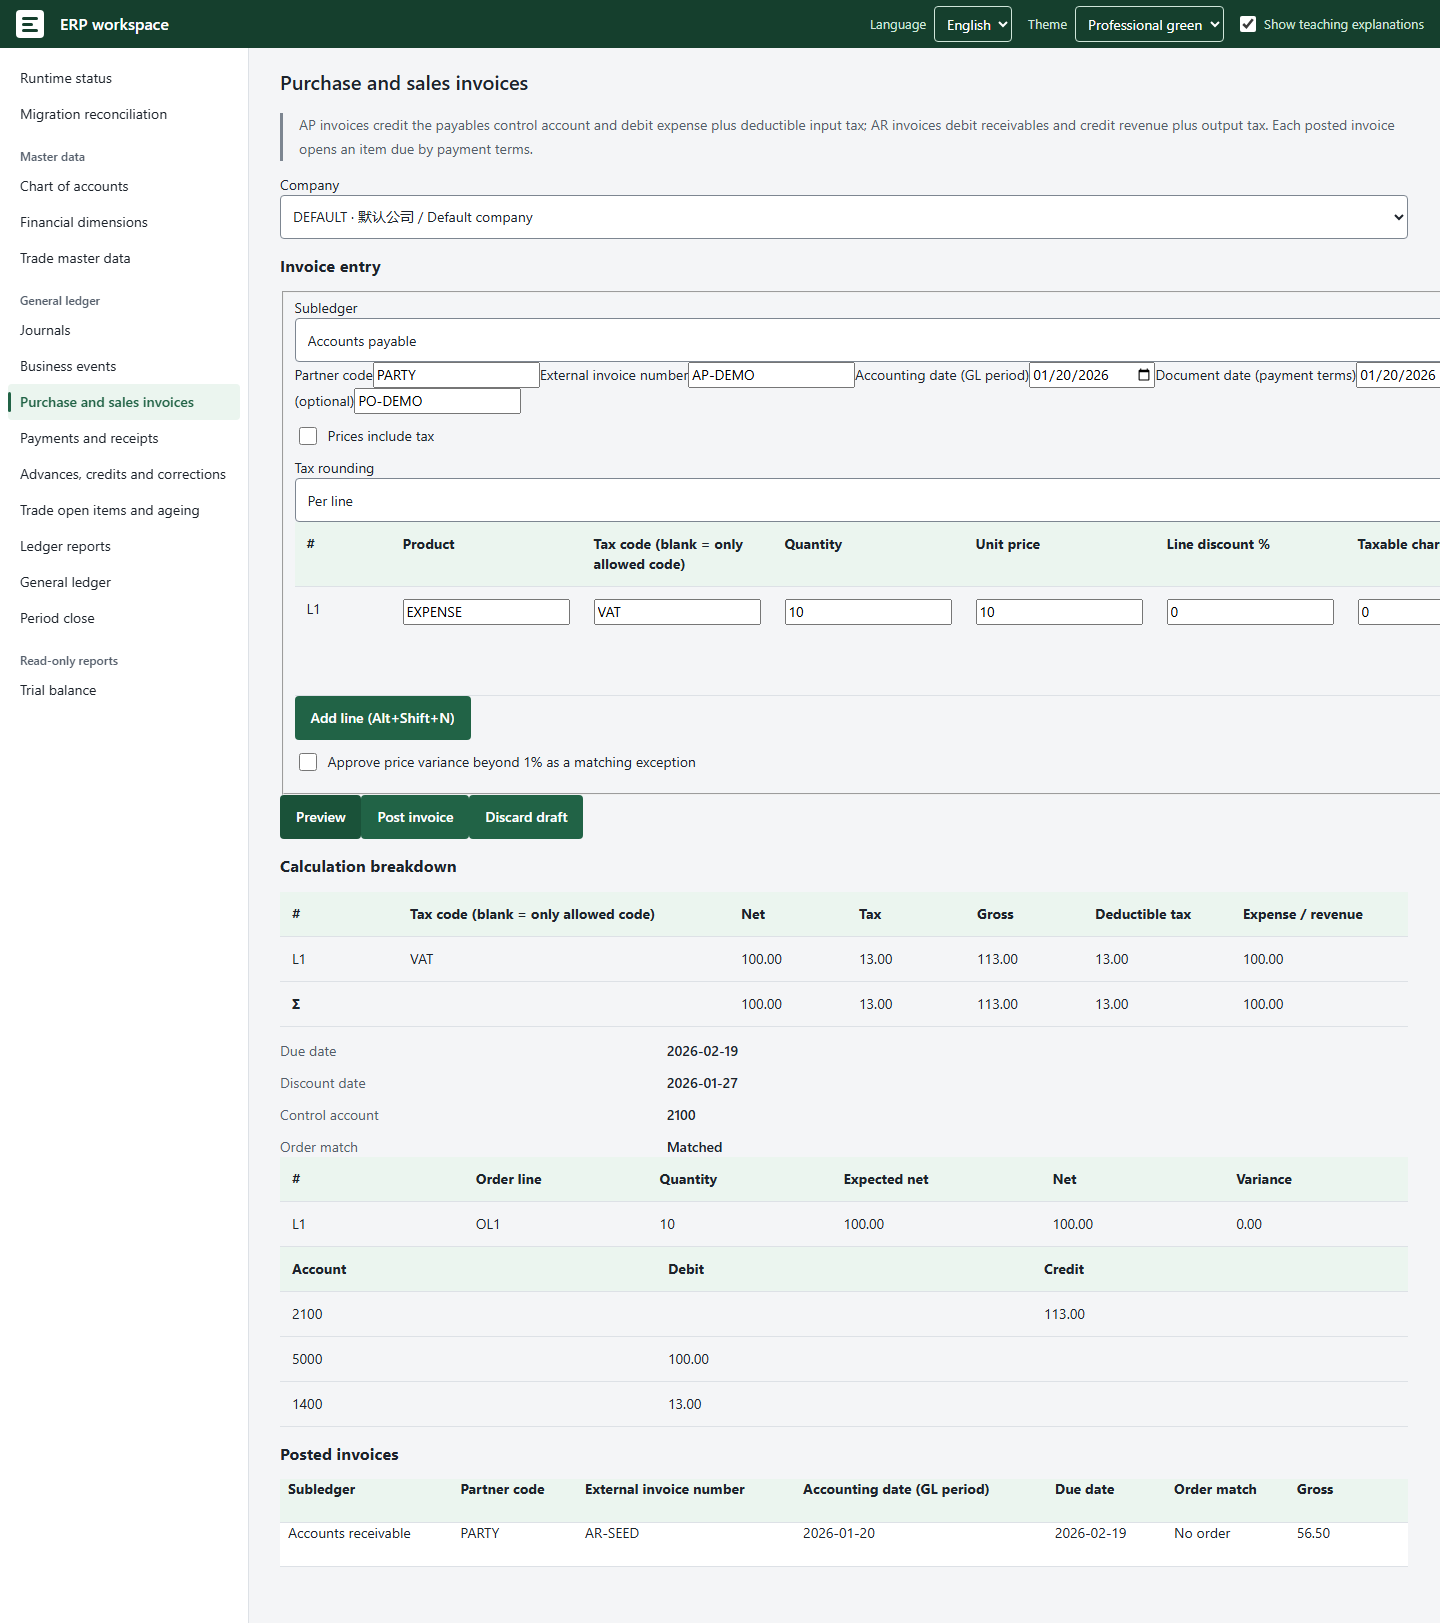 ERP workspace
Language English Theme Professional green Show teaching explanations
Runtime status
Migration reconciliation
Master data
Chart of accounts
Financial dimensions
Trade master data
General ledger
Journals
Business events
Purchase and sales invoices
Payments and receipts
Advances, credits and corrections
Trade open items and ageing
Ledger reports
General ledger
Period close
Read-only reports
Trial balance
Purchase and sales invoices
AP invoices credit the payables control account and debit expense plus deductible input tax; AR invoices debit receivables and credit revenue plus output tax. Each posted invoice
opens an item due by payment terms.
Company
DEFAULT · 默认公司 / Default company
Invoice entry
Subledger
Accounts payable
Partner code PARTY External invoice number AP-DEMO Accounting date (GL period) 01/20/2026 Document date (payment terms) 01/20/2026
(optional) PO-DEMO
Prices include tax
Tax rounding
Per line
# Product Tax code (blank = only Quantity Unit price Line discount % Taxable char
allowed code)
L1 EXPENSE VAT 10 10 0 0
Add line (Alt+Shift+N)
Approve price variance beyond 1% as a matching exception
Preview Post invoice Discard draft
Calculation breakdown
# Tax code (blank = only allowed code) Net Tax Gross Deductible tax Expense / revenue
L1 VAT 100.00 13.00 113.00 13.00 100.00
Σ 100.00 13.00 113.00 13.00 100.00
Due date 2026-02-19
Discount date 2026-01-27
Control account 2100
Order match Matched
# Order line Quantity Expected net Net Variance
L1 OL1 10 100.00 100.00 0.00
Account Debit Credit
2100 113.00
5000 100.00
1400 13.00
Posted invoices
Subledger Partner code External invoice number Accounting date (GL period) Due date Order match Gross
Accounts receivable PARTY AR-SEED 2026-01-20 2026-02-19 No order 56.50